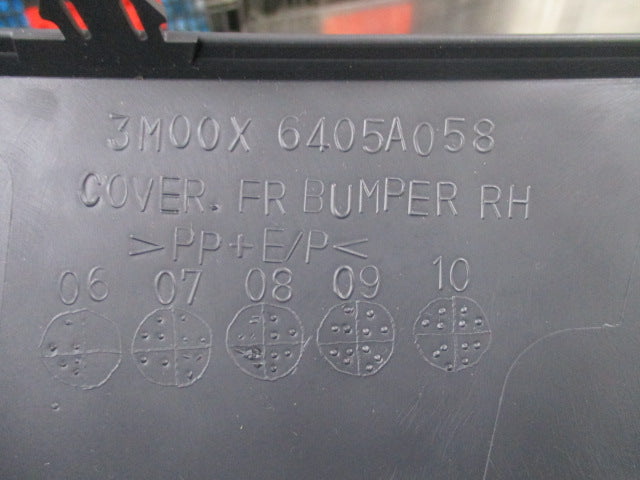 3M00X 6405A058
COVER. FR BUMPER RH
>PP+E/P<
06 07 08 09 10